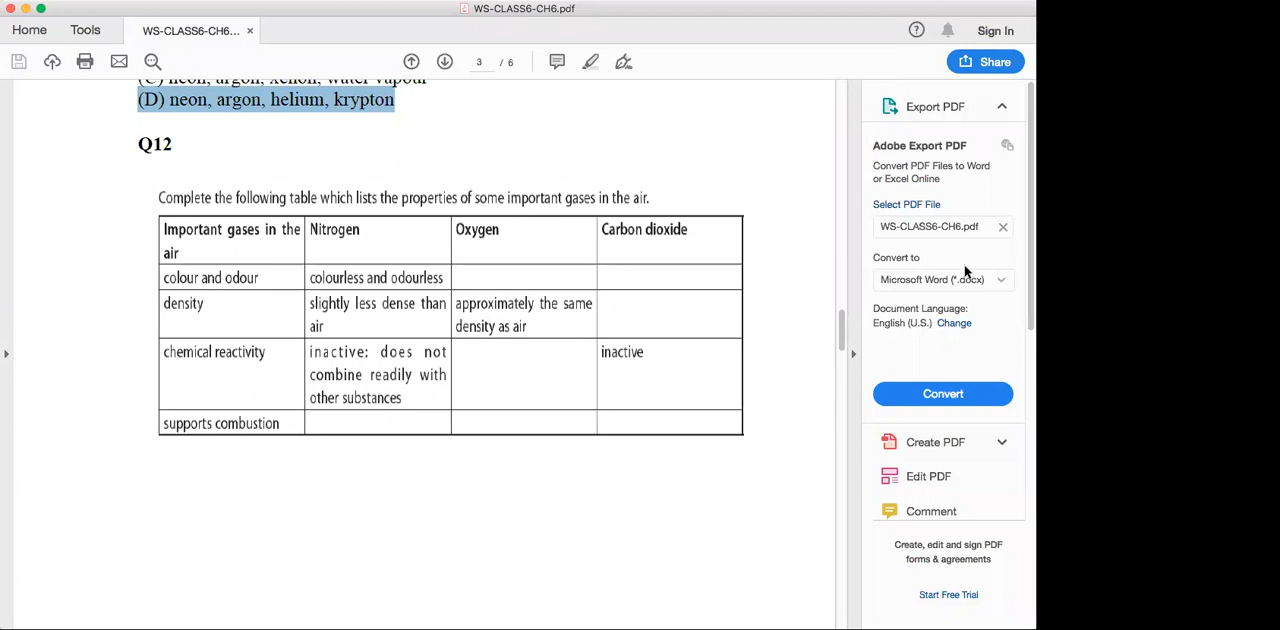 WS-CLASS6-CH6.pdf
Home Tools WS-CLASS6-CH6... × Sign In
3 / 6 Share
(C) neon, argon, xenon, water vapour
(D) neon, argon, helium, krypton
Q12
Complete the following table which lists the properties of some important gases in the air.
Important gases in the air Nitrogen Oxygen Carbon dioxide
colour and odour colourless and odourless
density slightly less dense than air approximately the same density as air
chemical reactivity inactive: does not combine readily with other substances inactive
supports combustion
Export PDF
Adobe Export PDF
Convert PDF Files to Word
or Excel Online
Select PDF File
WS-CLASS6-CH6.pdf
Convert to
Microsoft Word (*.docx)
Document Language:
English (U.S.) Change
Convert
Create PDF
Edit PDF
Comment
Create, edit and sign PDF
forms & agreements
Start Free Trial